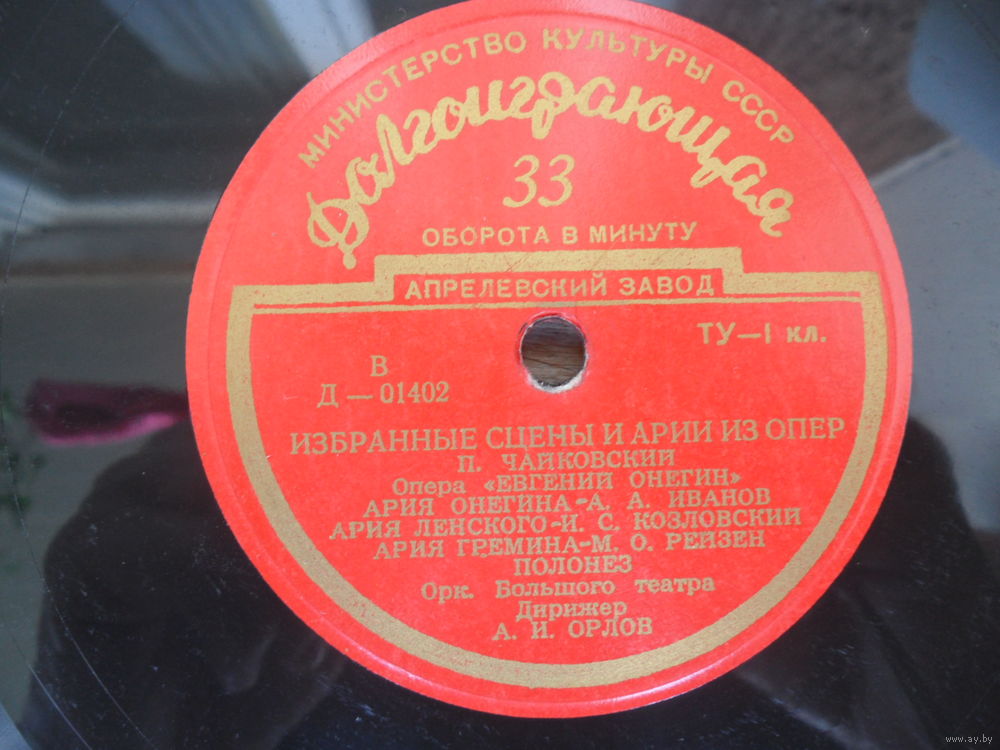 МИНИСТЕРСТВО КУЛЬТУРЫ СССР
Долгоиграющая
33
ОБОРОТА В МИНУТУ
АПРЕЛЕВСКИЙ ЗАВОД
ТУ—I кл.
В
Д — 01402
ИЗБРАННЫЕ СЦЕНЫ И АРИИ ИЗ ОПЕР
П. ЧАЙКОВСКИЙ
Опера «ЕВГЕНИЙ ОНЕГИН»
АРИЯ ОНЕГИНА-А. А. ИВАНОВ
АРИЯ ЛЕНСКОГО-И. С. КОЗЛОВСКИЙ
АРИЯ ГРЕМИНА-М. О. РЕЙЗЕН
ПОЛОНЕЗ
Орк. Большого театра
Дирижер
А. И. ОРЛОВ
www.ay.by